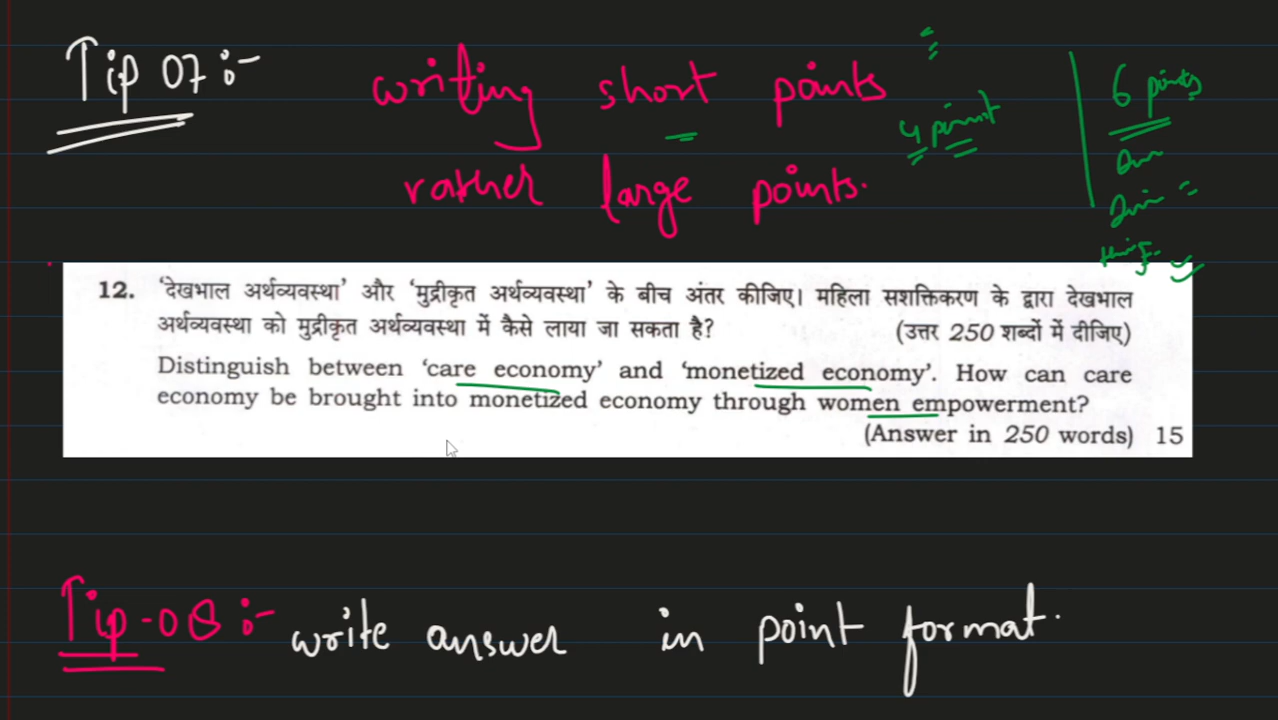 Tip 07 :-
writing short points
rather large points.
4 point
6 points
12. 'देखभाल अर्थव्यवस्था' और 'मुद्रीकृत अर्थव्यवस्था' के बीच अंतर कीजिए। महिला सशक्तिकरण के द्वारा देखभाल
अर्थव्यवस्था को मुद्रीकृत अर्थव्यवस्था में कैसे लाया जा सकता है? (उत्तर 250 शब्दों में दीजिए)
Distinguish between 'care economy' and 'monetized economy'. How can care
economy be brought into monetized economy through women empowerment?
(Answer in 250 words) 15
Tip-08 :- write answer in point format.